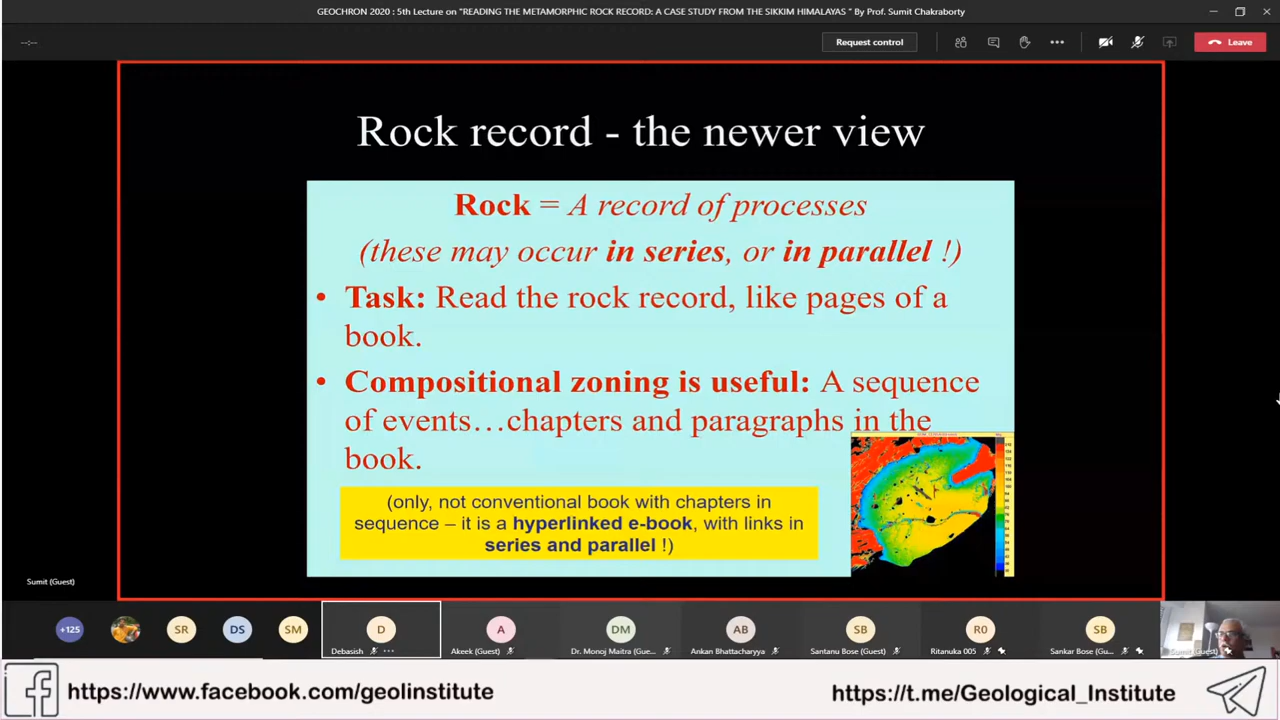 GEOCHRON 2020 : 5th Lecture on "READING THE METAMORPHIC ROCK RECORD: A CASE STUDY FROM THE SIKKIM HIMALAYAS " By Prof. Sumit Chakraborty
--:--
Request control
Leave
Rock record - the newer view
Rock = A record of processes
(these may occur in series, or in parallel !)
• Task: Read the rock record, like pages of a
book.
• Compositional zoning is useful: A sequence
of events…chapters and paragraphs in the
book.
(only, not conventional book with chapters in
sequence – it is a hyperlinked e-book, with links in
series and parallel !)
Sumit (Guest)
+125
SR
DS
SM
D
A
DM
AB
SB
R0
SB
Debasish
Akeek (Guest)
Dr. Monoj Maitra (Gue...
Ankan Bhattacharyya
Santanu Bose (Guest)
Ritanuka 005
Sankar Bose (Gu...
Sumit (Guest)
https://www.facebook.com/geolinstitute
https://t.me/Geological_Institute